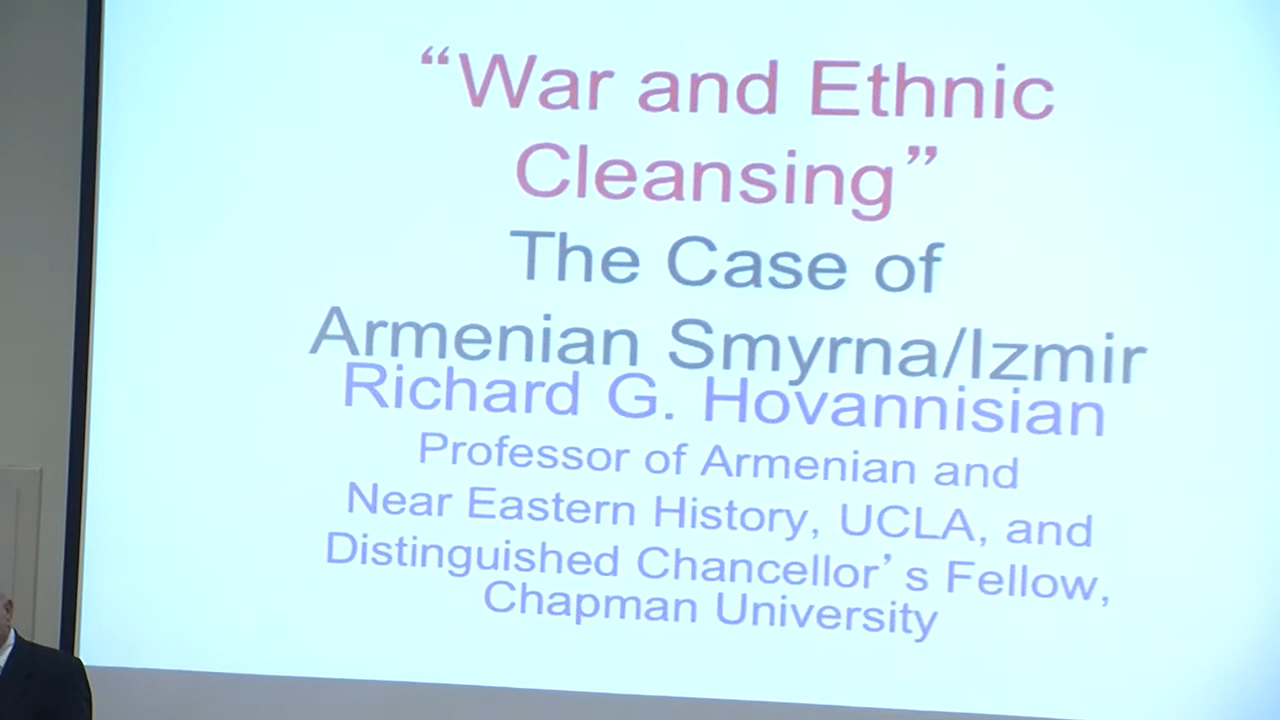 “War and Ethnic
Cleansing”
The Case of
Armenian Smyrna/Izmir
Richard G. Hovannisian
Professor of Armenian and
Near Eastern History, UCLA, and
Distinguished Chancellor’s Fellow,
Chapman University